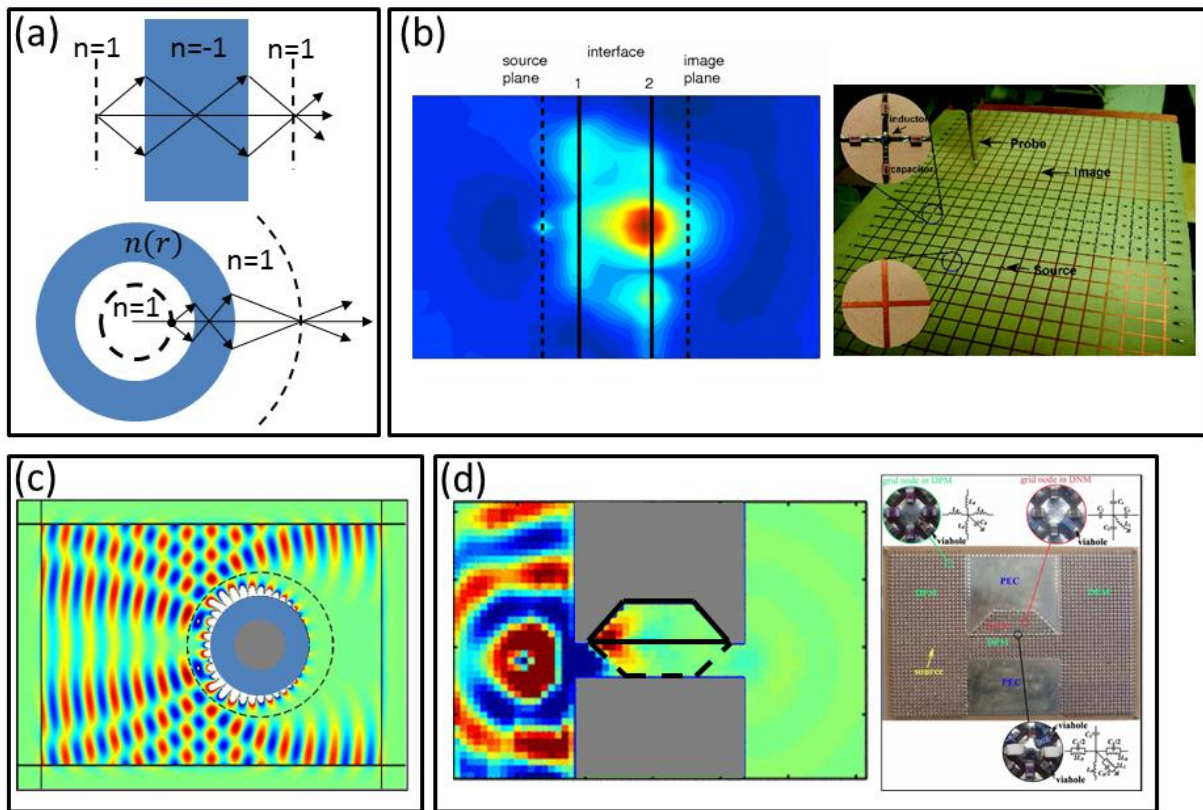 (a)
n=1
n=-1
n=1
n(r)
n=1
n=1
(b)
source
plane
interface
1
2
image
plane
inductor
(capacitor)
Probe
Image
Source
(c)
(d)
grid node in DPM
grid node in DNM
viahole
viahole
PEC
DPM
DPM
DPM
source
PEC
viahole
viahole